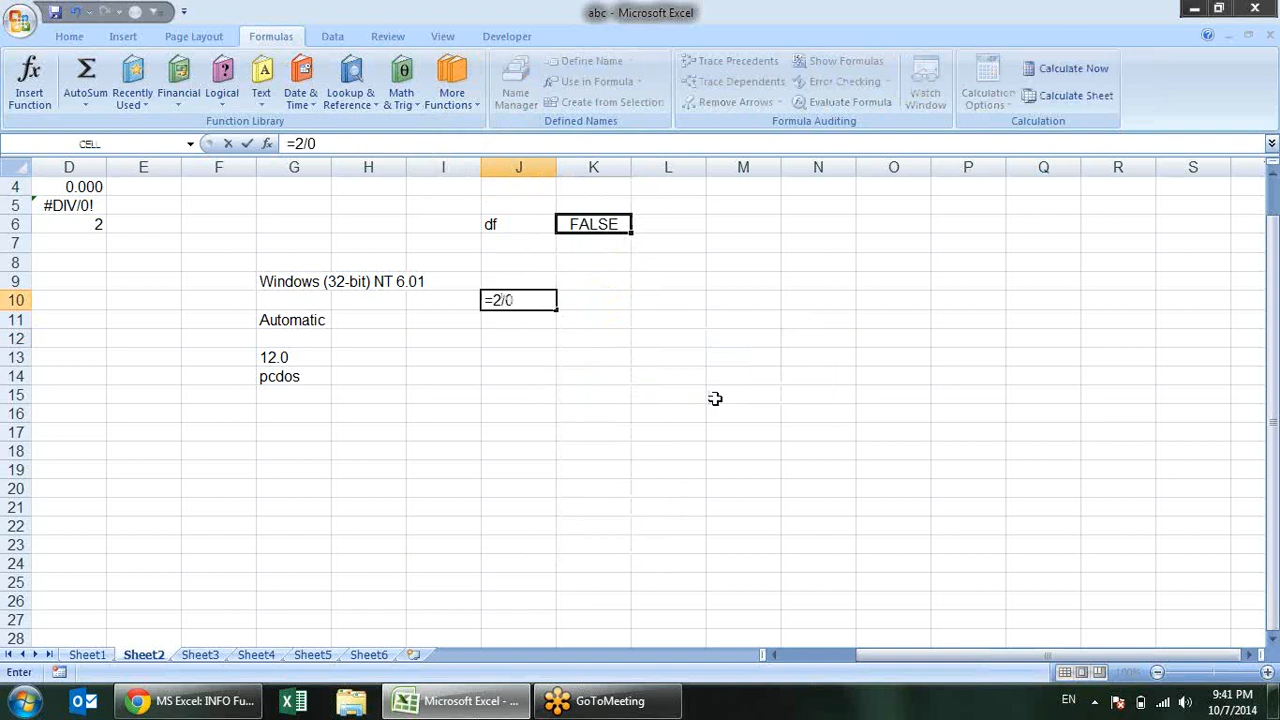 abc - Microsoft Excel
Home Insert Page Layout Formulas Data Review View Developer
Insert Function
AutoSum
Recently Used
Financial
Logical
Text
Date & Time
Lookup & Reference
Math & Trig
More Functions
Function Library
Name Manager
Define Name
Use in Formula
Create from Selection
Defined Names
Trace Precedents
Trace Dependents
Remove Arrows
Show Formulas
Error Checking
Evaluate Formula
Formula Auditing
Watch Window
Calculation Options
Calculate Now
Calculate Sheet
Calculation
CELL fx =2/0
D E F G H I J K L M N O P Q R S
4 0.000
5 #DIV/0!
6 2 df FALSE
7
8
9 Windows (32-bit) NT 6.01
10 =2/0
11 Automatic
12
13 12.0
14 pcdos
15
16
17
18
19
20
21
22
23
24
25
26
27
28
Sheet1 Sheet2 Sheet3 Sheet4 Sheet5 Sheet6
Enter 100%
MS Excel: INFO Fu... Microsoft Excel - ... GoToMeeting EN 9:41 PM
10/7/2014